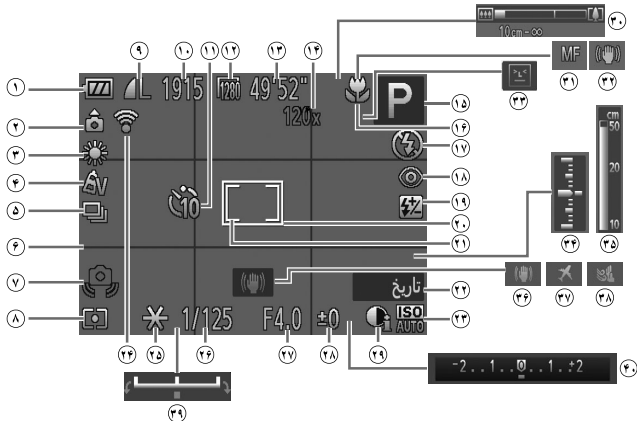 ۳۰
10cm-∞
۹ ۱۰ ۱۱ ۱۲ ۱۳ ۱۴
MF
۳۱ ۳۲
۱ L 1915 1280 49'52" P ۱۵
۳۳
120x
۲
۱۶
cm
50
۳
۱۷
۴ AV
۱۸
20
۵ 10
۱۹
۲۰
10
۶
۲۱
۳۴ ۳۵
۷
تاریخ ۲۲
۳۶ ۳۷ ۳۸
۸ 1/125 F4.0 ±0 i ISO AUTO ۲۳
۲۴ ۲۵ ۲۶ ۲۷ ۲۸ ۲۹
-2..1..0..1..+2 ۴۰
۳۹